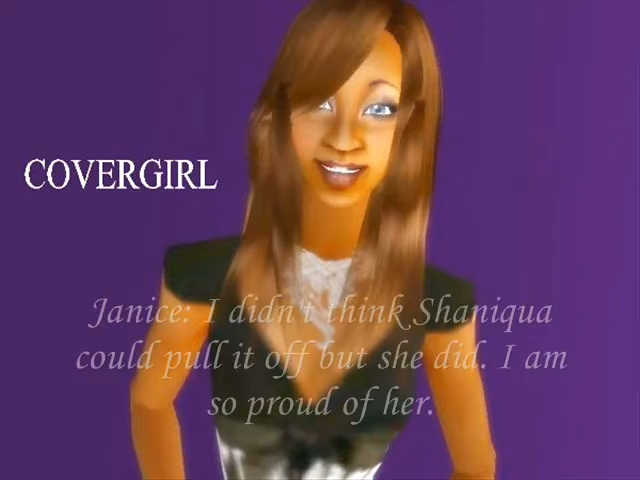 COVERGIRL
Janice: I didn't think Shaniqua
could pull it off but she did. I am
so proud of her.